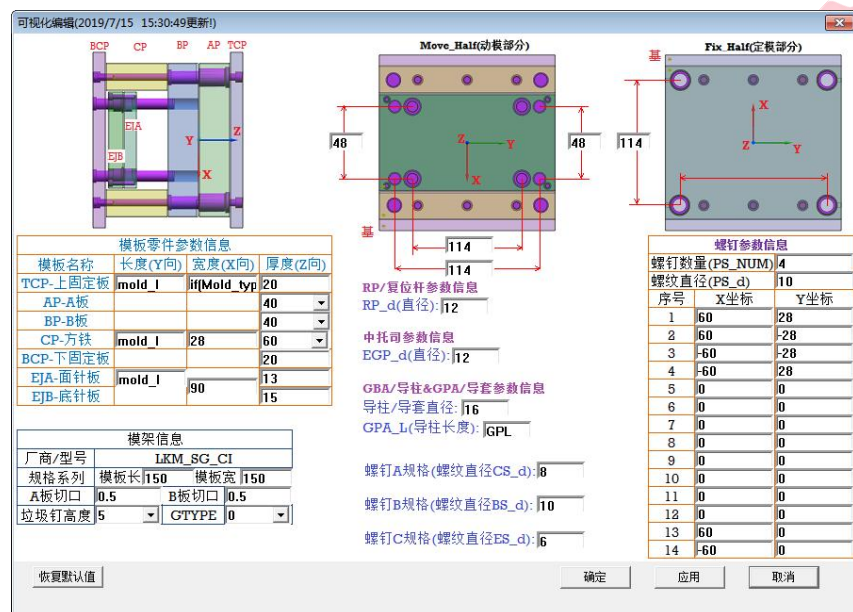 可视化编辑(2019/7/15 15:30:49更新!)
BCP CP BP AP TCP
EJA
EJB
Y Z
X
Move_Half(动模部分)
48
48
Z Y
X
基
114
114
Fix_Half(定模部分)
基
114
X
Z Y
模板零件参数信息
模板名称 长度(Y向) 宽度(X向) 厚度(Z向)
TCP-上固定板 mold_l if(Mold_typ 20
AP-A板 40
BP-B板 40
CP-方铁 mold_l 28 60
BCP-下固定板 20
EJA-面针板 mold_l 90 13
EJB-底针板 15
模架信息
厂商/型号 LKM_SG_CI
规格系列 模板长 150 模板宽 150
A板切口 0.5 B板切口 0.5
垃圾钉高度 5 GTYPE 0
RP/复位杆参数信息
RP_d(直径): 12
中托司参数信息
EGP_d(直径): 12
GBA/导柱&GPA/导套参数信息
导柱/导套直径: 16
GPA_L(导柱长度): GPL
螺钉A规格(螺纹直径CS_d): 8
螺钉B规格(螺纹直径BS_d): 10
螺钉C规格(螺纹直径ES_d): 6
螺钉参数信息
螺钉数量(PS_NUM) 4
螺纹直径(PS_d) 10
序号 X坐标 Y坐标
1 60 28
2 60 -28
3 -60 -28
4 -60 28
5 0 0
6 0 0
7 0 0
8 0 0
9 0 0
10 0 0
11 0 0
12 0 0
13 60 0
14 -60 0
恢复默认值 确定 应用 取消